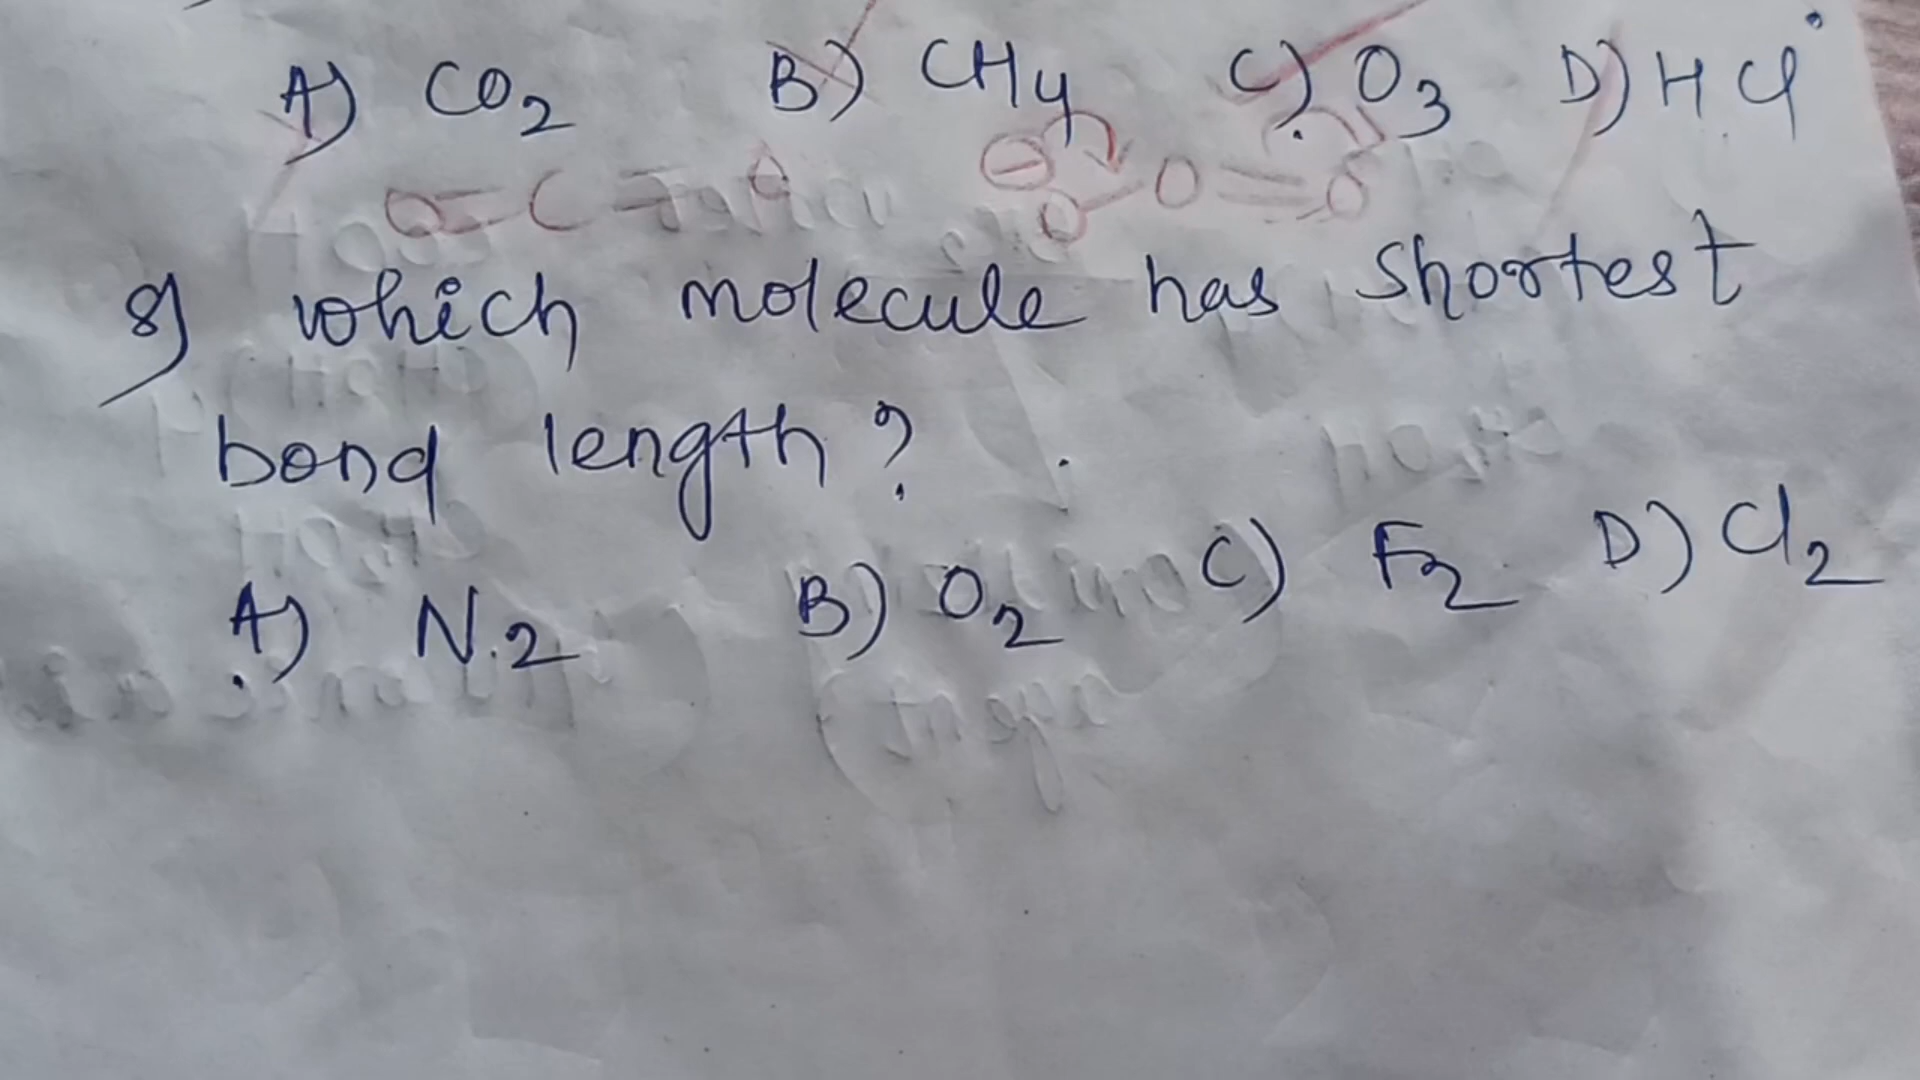 A) CO2 B) CH4 C) O3 D) HCl
O=C=O ⊖O-O=O
8) which molecule has shortest
bond length?
A) N2 B) O2 C) F2 D) Cl2